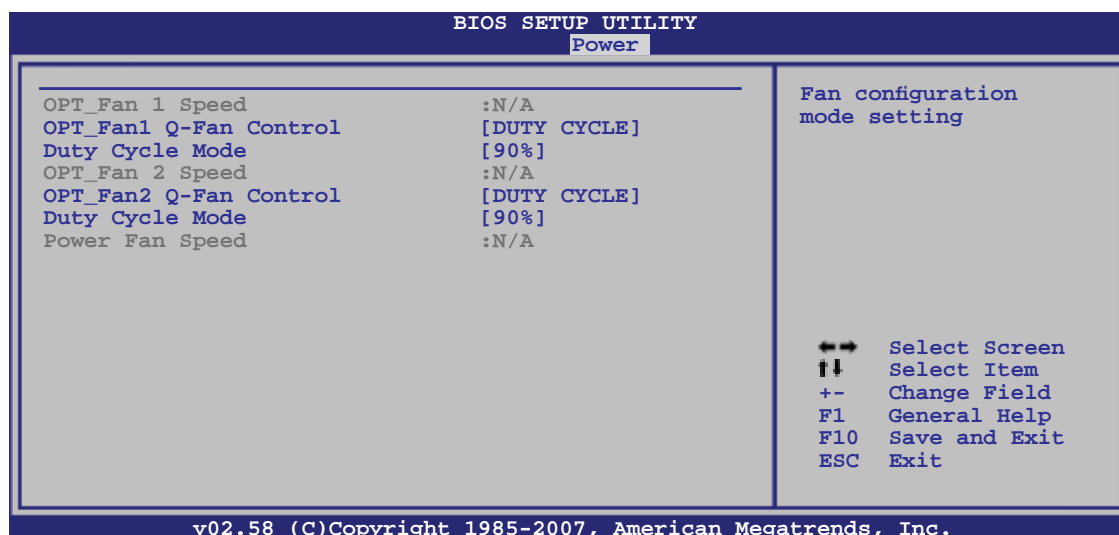 BIOS SETUP UTILITY
Power
OPT_Fan 1 Speed :N/A
OPT_Fan1 Q-Fan Control [DUTY CYCLE]
Duty Cycle Mode [90%]
OPT_Fan 2 Speed :N/A
OPT_Fan2 Q-Fan Control [DUTY CYCLE]
Duty Cycle Mode [90%]
Power Fan Speed :N/A
Fan configuration
mode setting
←→ Select Screen
↑↓ Select Item
+- Change Field
F1 General Help
F10 Save and Exit
ESC Exit
v02.58 (C)Copyright 1985-2007, American Megatrends, Inc.